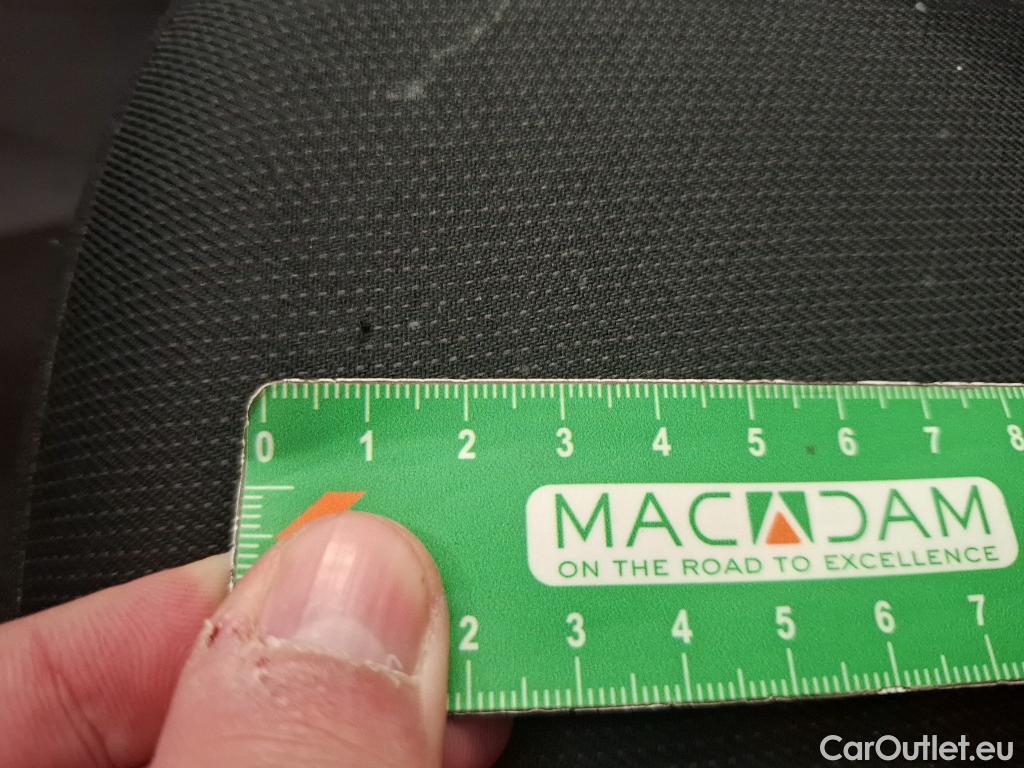 0 1 2 3 4 5 6 7 8
MACADAM
ON THE ROAD TO EXCELLENCE
2 3 4 5 6 7
CarOutlet.eu